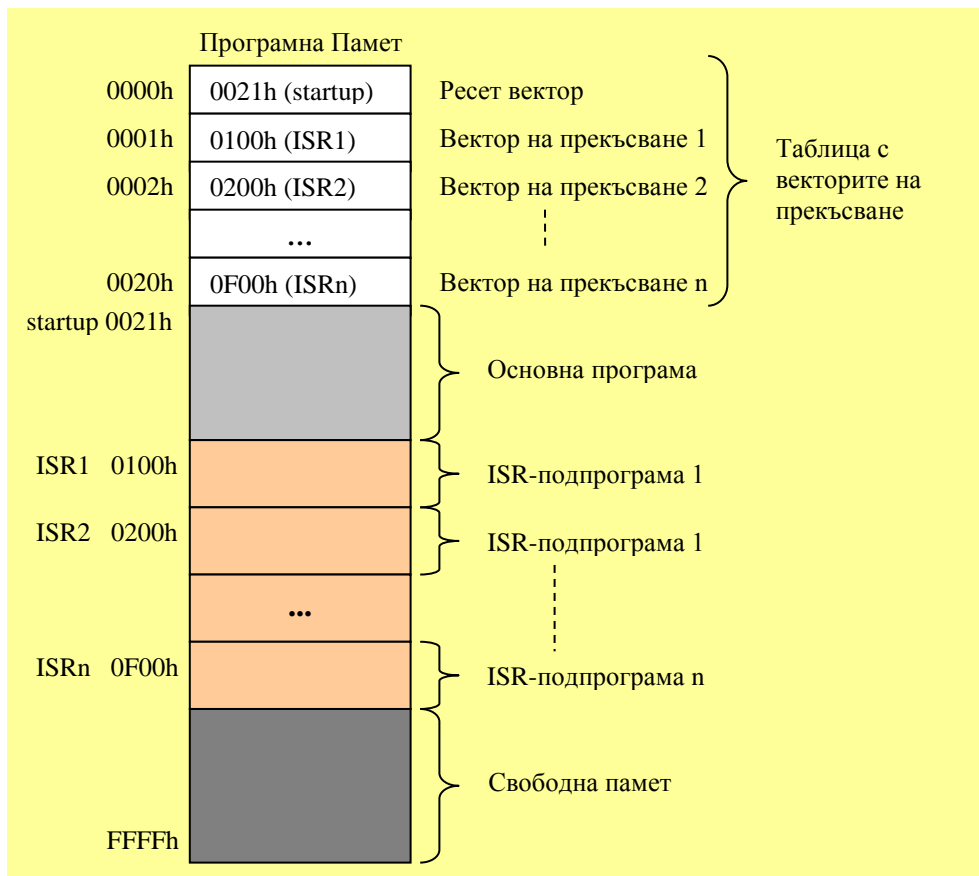 Програмна Памет
0000h 0021h (startup) Ресет вектор
0001h 0100h (ISR1) Вектор на прекъсване 1
0002h 0200h (ISR2) Вектор на прекъсване 2
...
0020h 0F00h (ISRn) Вектор на прекъсване n
Таблица с
векторите на
прекъсване
startup 0021h
Основна програма
ISR1 0100h ISR-подпрограма 1
ISR2 0200h ISR-подпрограма 1
...
ISRn 0F00h ISR-подпрограма n
Свободна памет
FFFFh